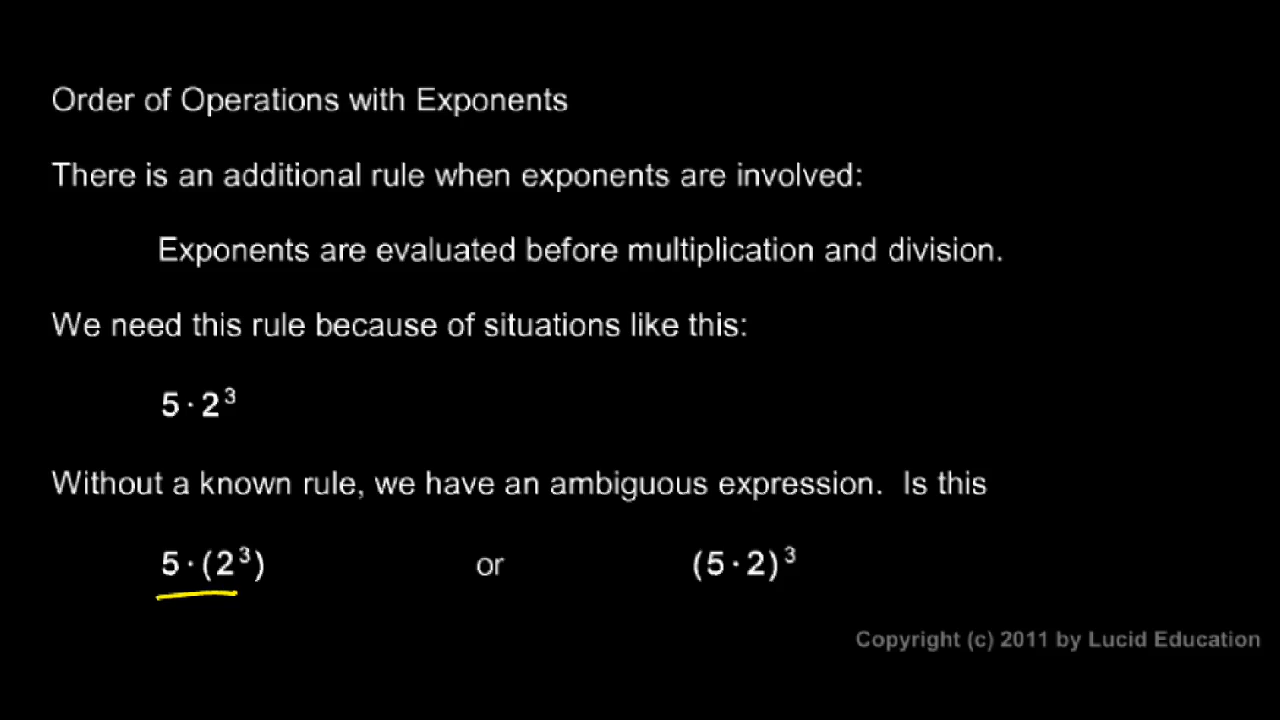 Order of Operations with Exponents
There is an additional rule when exponents are involved:
Exponents are evaluated before multiplication and division.
We need this rule because of situations like this:
5 · 2³
Without a known rule, we have an ambiguous expression. Is this
5 · (2³) or (5 · 2)³
Copyright (c) 2011 by Lucid Education